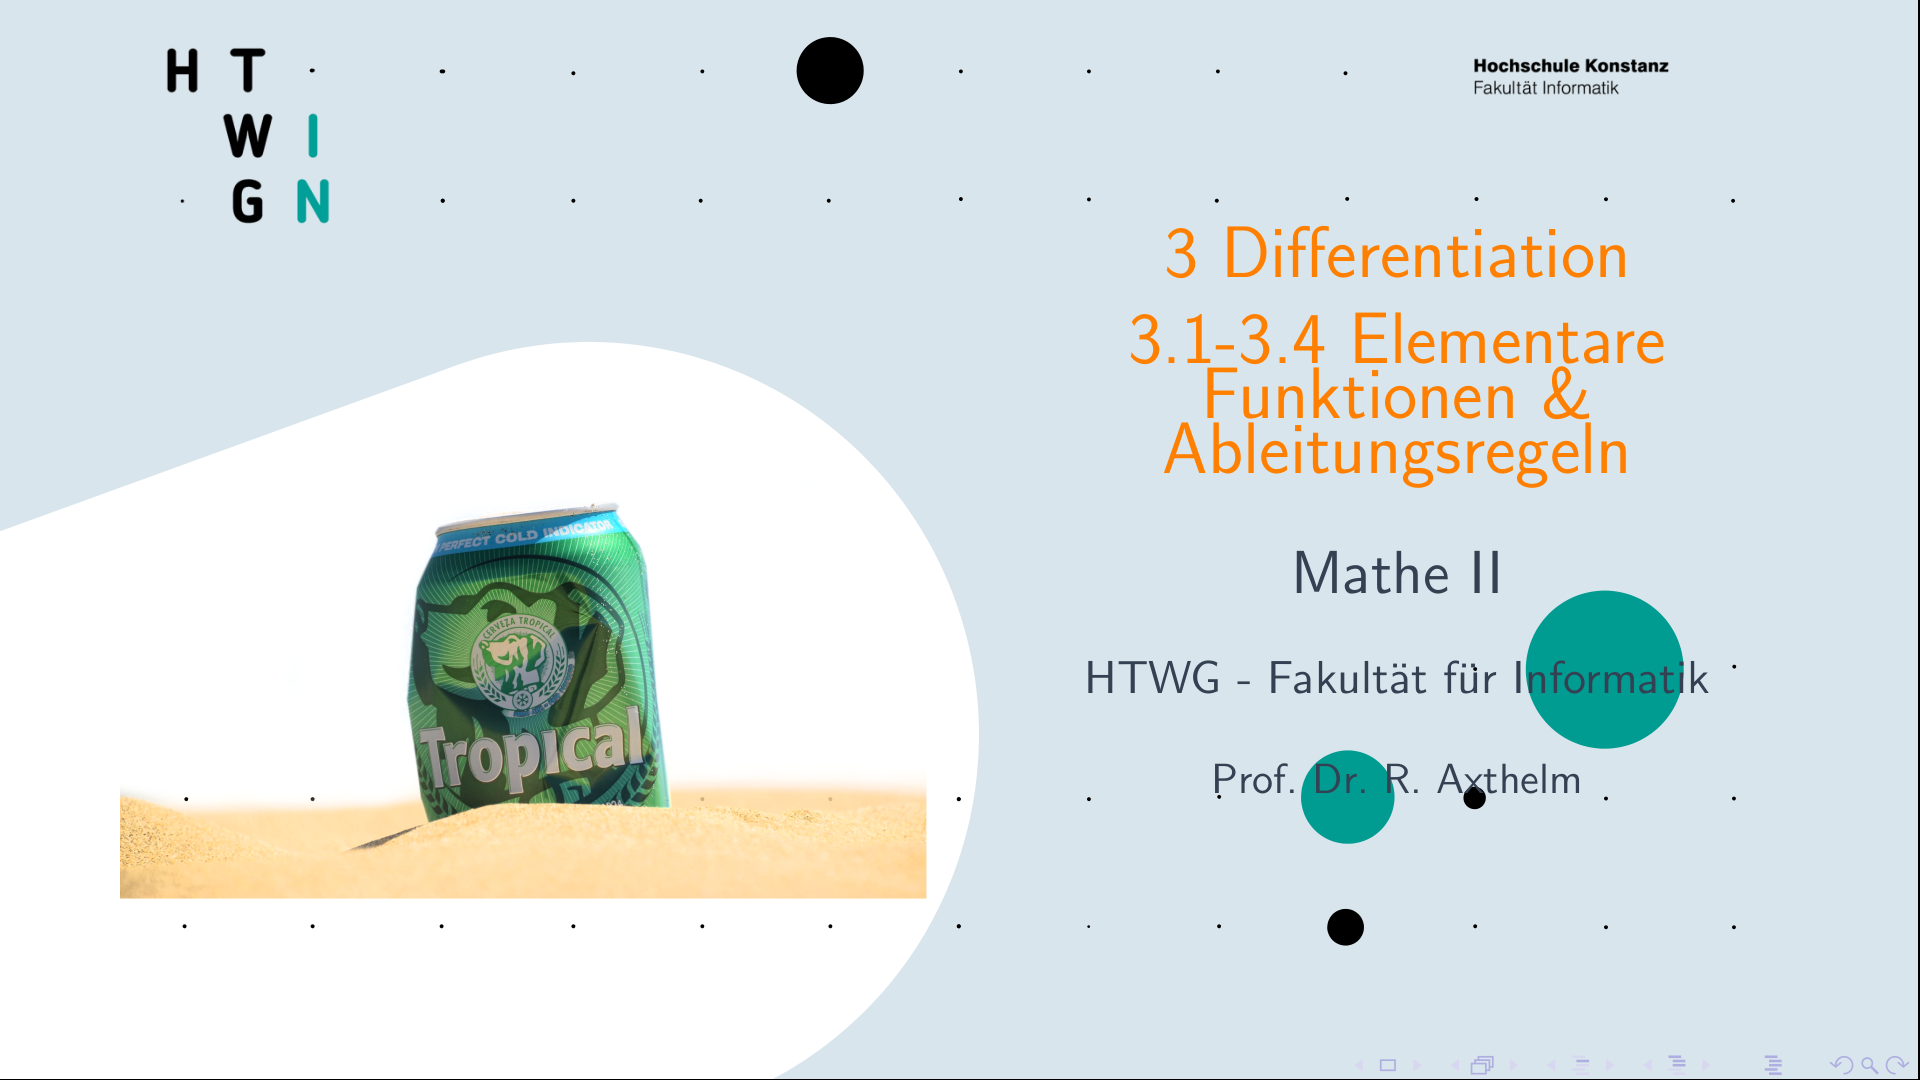 H T
W I
G N
Hochschule Konstanz
Fakultät Informatik
3 Differentiation
3.1-3.4 Elementare
Funktionen &
Ableitungsregeln
Mathe II
HTWG - Fakultät für Informatik
Prof. Dr. R. Axthelm
PERFECT COLD INDICATOR
CERVEZA TROPICAL
Tropical